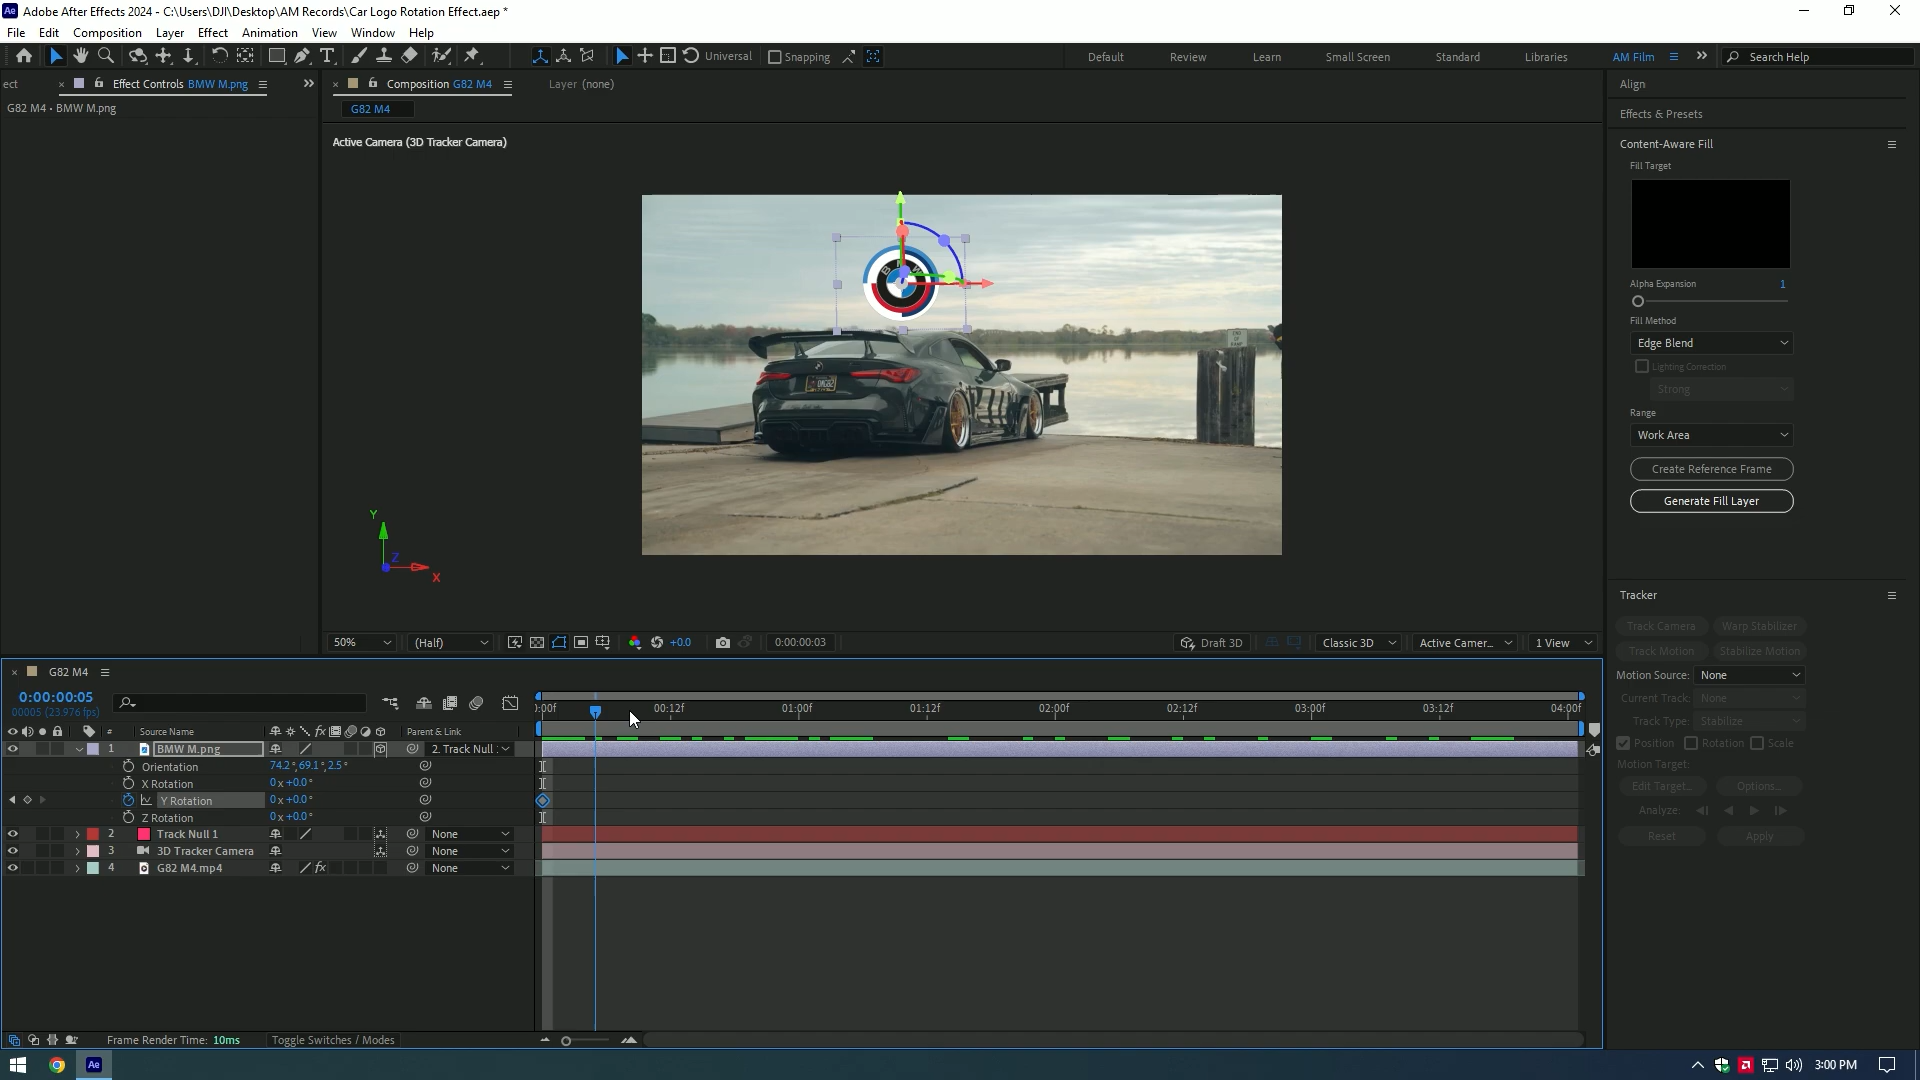 Adobe After Effects 2024 - C:\Users\DJI\Desktop\AM Records\Car Logo Rotation Effect.aep *
File Edit Composition Layer Effect Animation View Window Help
Universal Snapping Default Review Learn Small Screen Standard Libraries AM Film Search Help
ect Effect Controls BMW M.png Composition G82 M4 Layer (none) Align
G82 M4 • BMW M.png G82 M4 Effects & Presets
Active Camera (3D Tracker Camera) Content-Aware Fill
Fill Target
Alpha Expansion 1
Fill Method
Edge Blend
Lighting Correction
Strong
Range
Work Area
Create Reference Frame
Generate Fill Layer
BMW
Y
Z
X
50% (Half) +0.0 0:00:00:03 Draft 3D Classic 3D Active Camer... 1 View
Tracker
Track Camera Warp Stabilizer
Track Motion Stabilize Motion
Motion Source: None
Current Track: None
Track Type: Stabilize
Position Rotation Scale
Motion Target:
Edit Target... Options...
Analyze:
Reset Apply
G82 M4
0:00:00:05
00005 (23.976 fps)
):00f 00:12f 01:00f 01:12f 02:00f 02:12f 03:00f 03:12f 04:00f
# Source Name fx Parent & Link
1 BMW M.png 2. Track Null :
Orientation 74.2°,69.1°,2.5°
X Rotation 0x+0.0°
Y Rotation 0x+0.0°
Z Rotation 0x+0.0°
2 Track Null 1 None
3 3D Tracker Camera None
4 G82 M4.mp4 fx None
Frame Render Time: 10ms Toggle Switches / Modes
Ae 3:00 PM